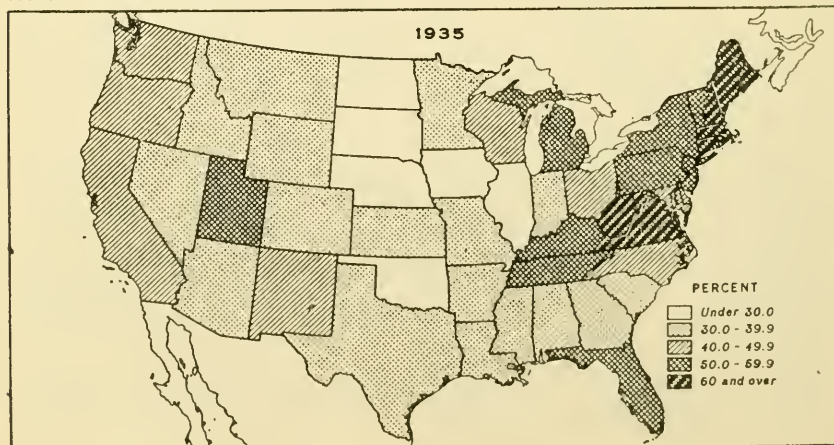 1935
PERCENT
Under 30.0
30.0 - 39.9
40.0 - 49.9
50.0 - 59.9
60 and over